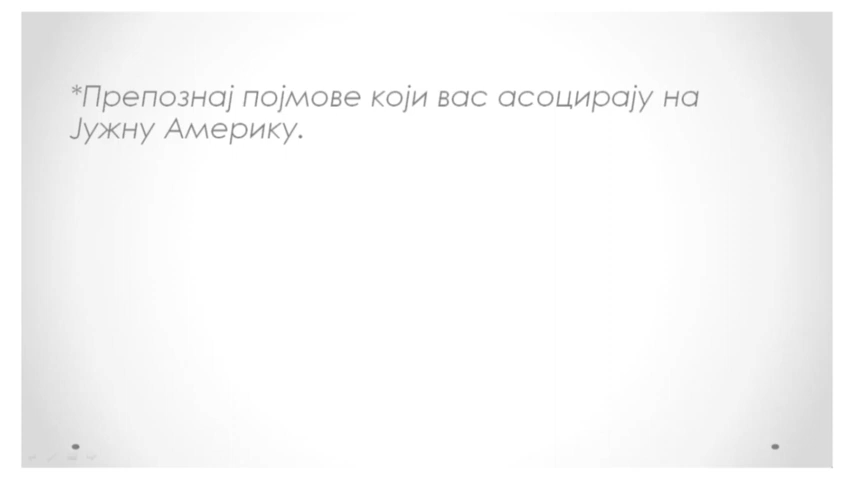 *Препознај појмове који вас асоцирају на
Јужну Америку.